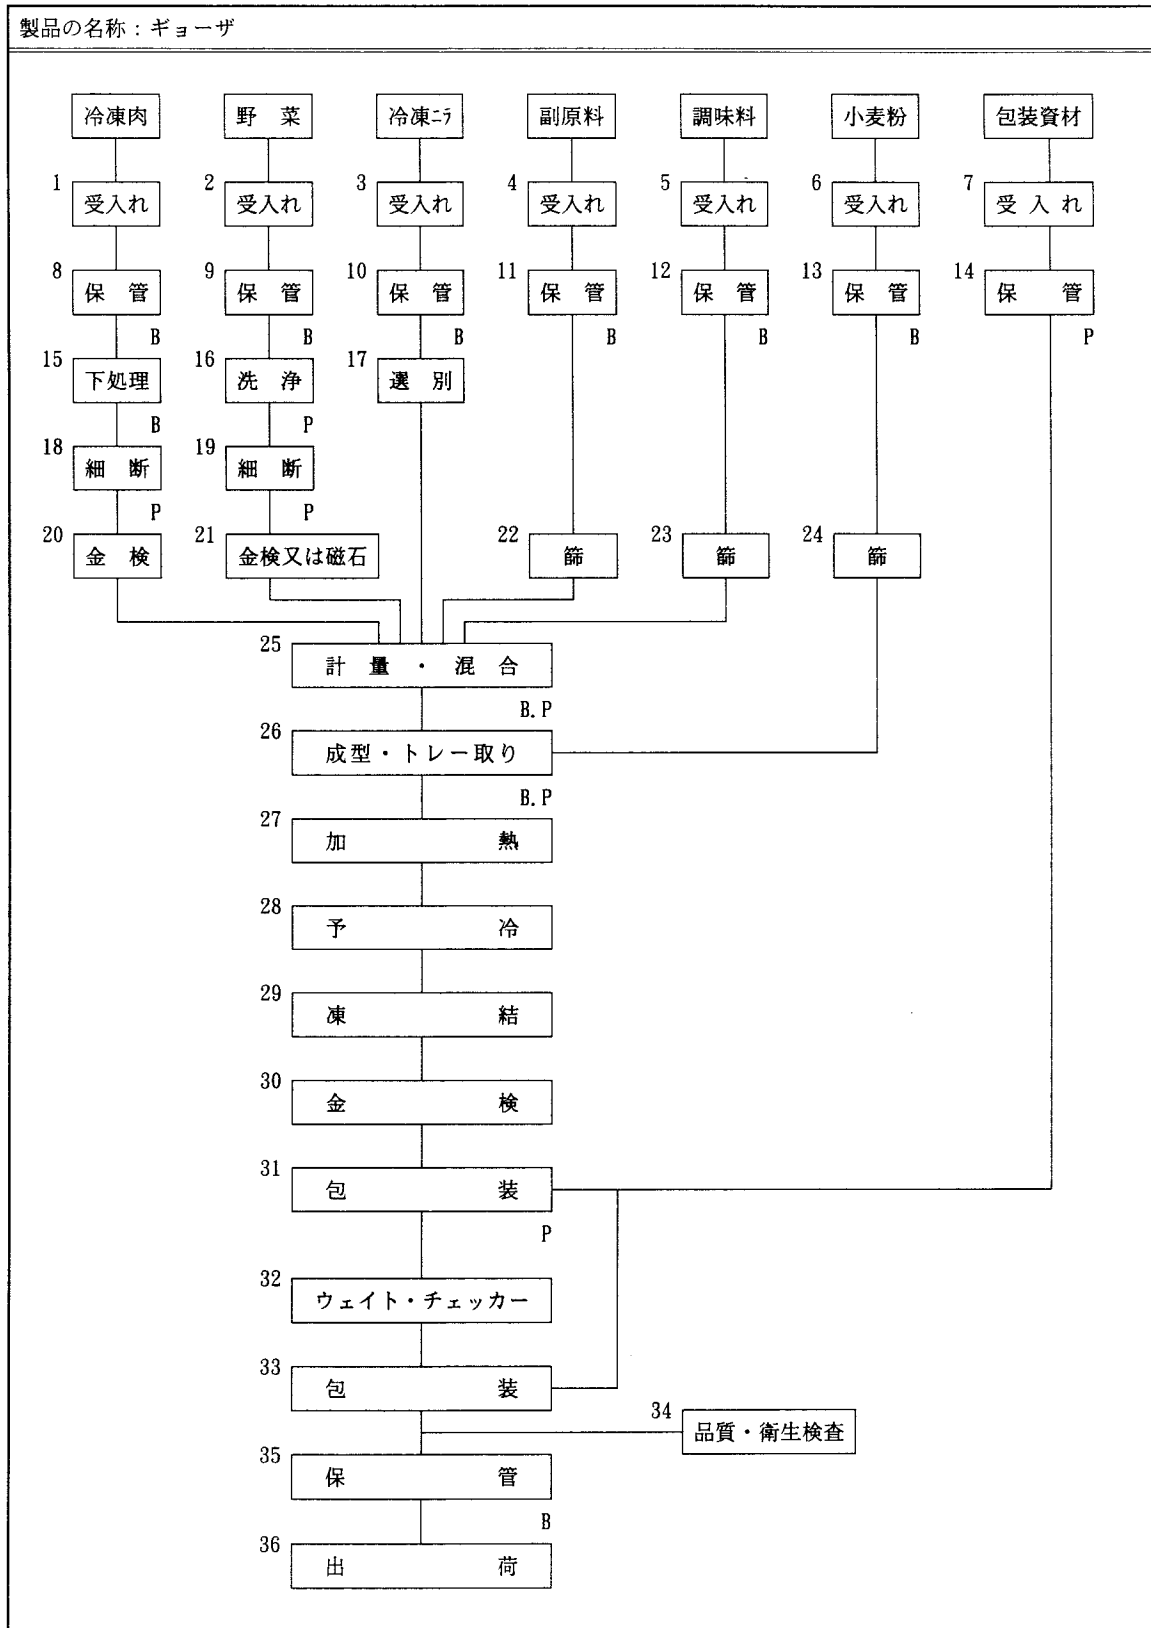 製品の名称：ギョーザ
冷凍肉 野菜 冷凍ニラ 副原料 調味料 小麦粉 包装資材
1 受入れ 2 受入れ 3 受入れ 4 受入れ 5 受入れ 6 受入れ 7 受入れ
8 保管 9 保管 10 保管 11 保管 12 保管 13 保管 14 保管
B B B B B B P
15 下処理 16 洗浄 17 選別
B P
18 細断 19 細断
P P
20 金検 21 金検又は磁石 22 篩 23 篩 24 篩
25 計量・混合
B.P
26 成型・トレー取り
B.P
27 加熱
28 予冷
29 凍結
30 金検
31 包装
P
32 ウェイト・チェッカー
33 包装
34 品質・衛生検査
35 保管
B
36 出荷